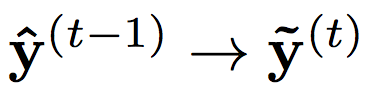 ŷ^(t−1) → ỹ^(t)